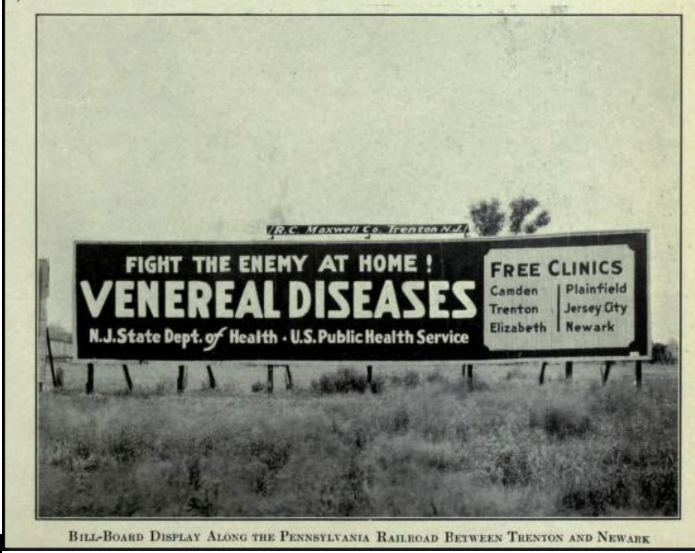 R.C. Maxwell Co. Trenton N.J.
FIGHT THE ENEMY AT HOME!
VENEREAL DISEASES
N.J. State Dept. of Health · U.S. Public Health Service
FREE CLINICS
Camden
Trenton
Elizabeth
Plainfield
Jersey City
Newark
BILL-BOARD DISPLAY ALONG THE PENNSYLVANIA RAILROAD BETWEEN TRENTON AND NEWARK